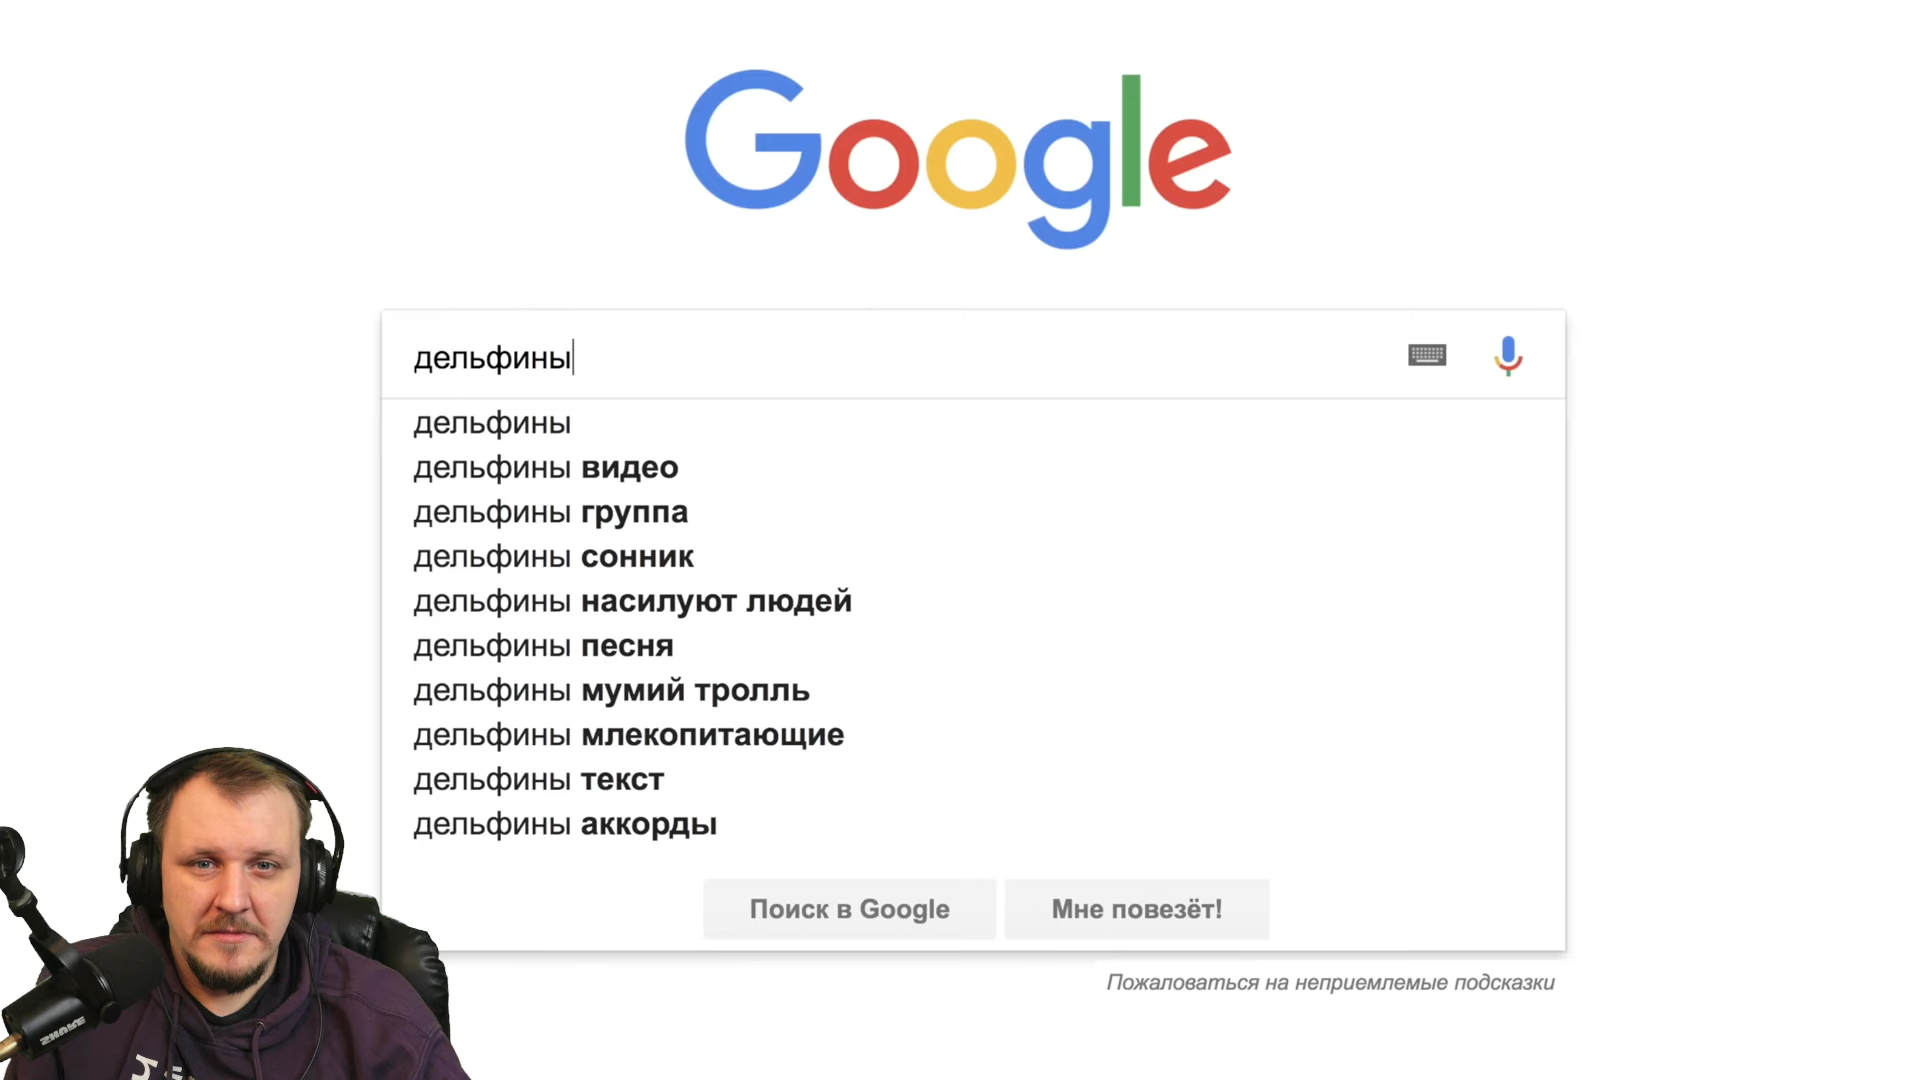 Google
дельфины
дельфины
дельфины видео
дельфины группа
дельфины сонник
дельфины насилуют людей
дельфины песня
дельфины мумий тролль
дельфины млекопитающие
дельфины текст
дельфины аккорды
Поиск в Google
Мне повезёт!
Пожаловаться на неприемлемые подсказки
SHURE